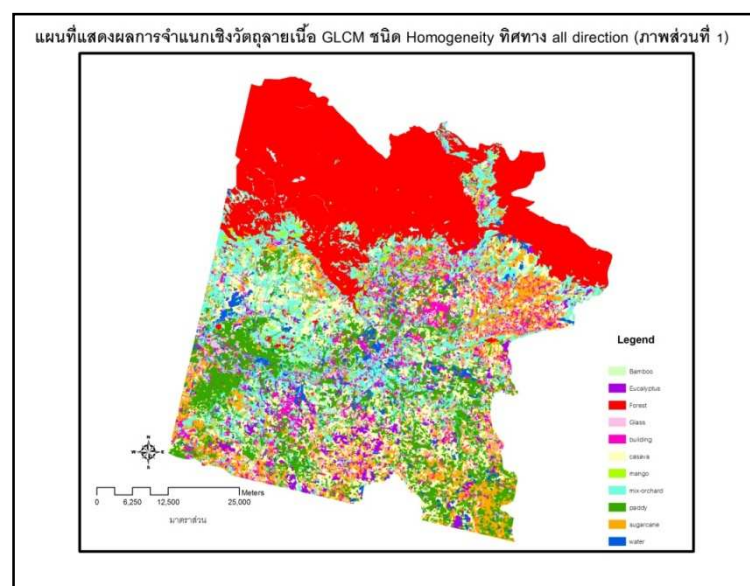 แผนที่แสดงผลการจำแนกเชิงวัตถุลายเนื้อ GLCM ชนิด Homogeneity ทิศทาง all direction (ภาพส่วนที่ 1)
Legend
Bamboo
Eucalyptus
Forest
Glass
building
casava
mango
mix-orchard
paddy
sugarcane
water
N
W E
S
Meters
0 6,250 12,500 25,000
มาตราส่วน